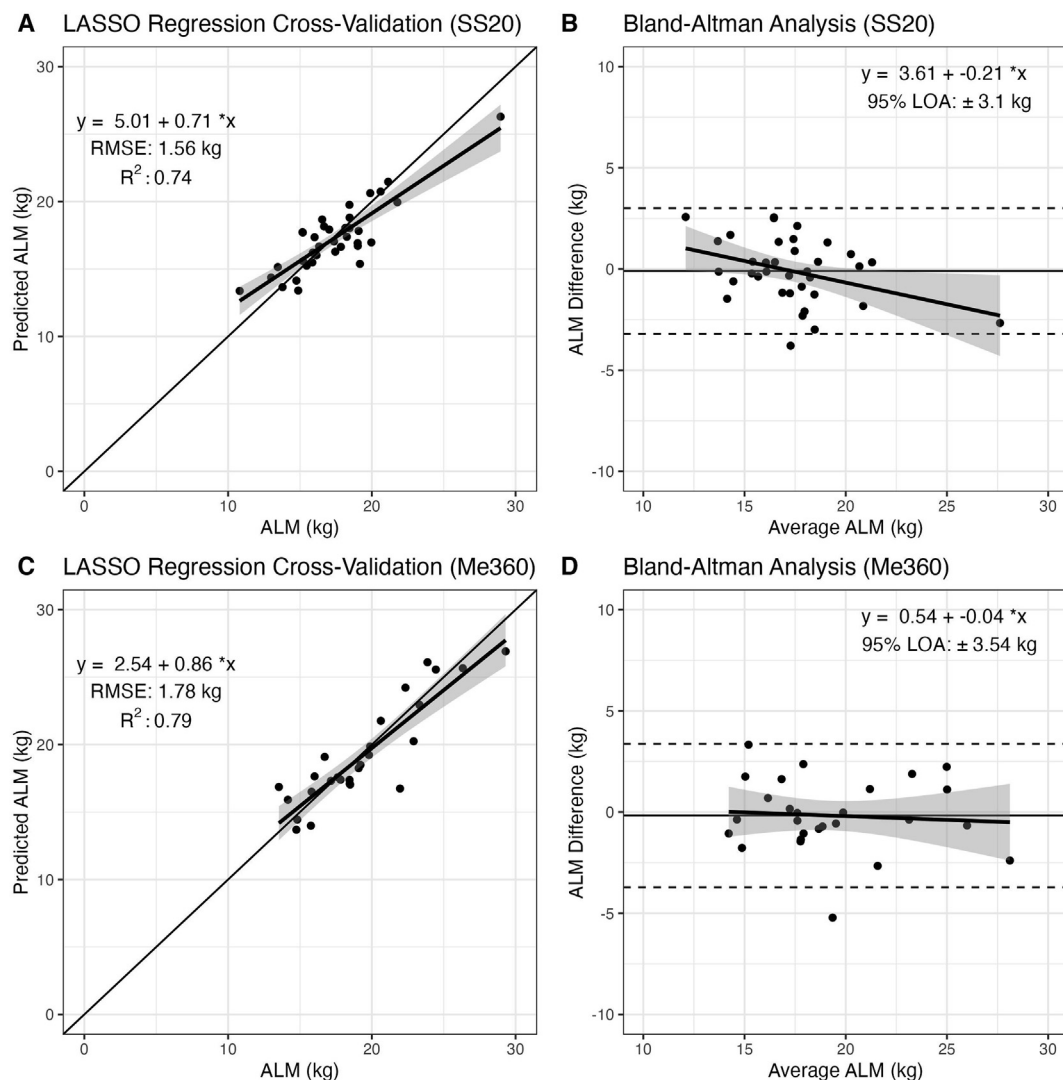 A LASSO Regression Cross-Validation (SS20)
y = 5.01 + 0.71 *x
RMSE: 1.56 kg
R²: 0.74
Predicted ALM (kg)
30
20
10
0
0 10 20 30
ALM (kg)
B Bland-Altman Analysis (SS20)
y = 3.61 + -0.21 *x
95% LOA: ± 3.1 kg
ALM Difference (kg)
10
5
0
-5
-10
10 15 20 25 30
Average ALM (kg)
C LASSO Regression Cross-Validation (Me360)
y = 2.54 + 0.86 *x
RMSE: 1.78 kg
R²: 0.79
Predicted ALM (kg)
30
20
10
0
0 10 20 30
ALM (kg)
D Bland-Altman Analysis (Me360)
y = 0.54 + -0.04 *x
95% LOA: ± 3.54 kg
ALM Difference (kg)
10
5
0
-5
-10
10 15 20 25 30
Average ALM (kg)